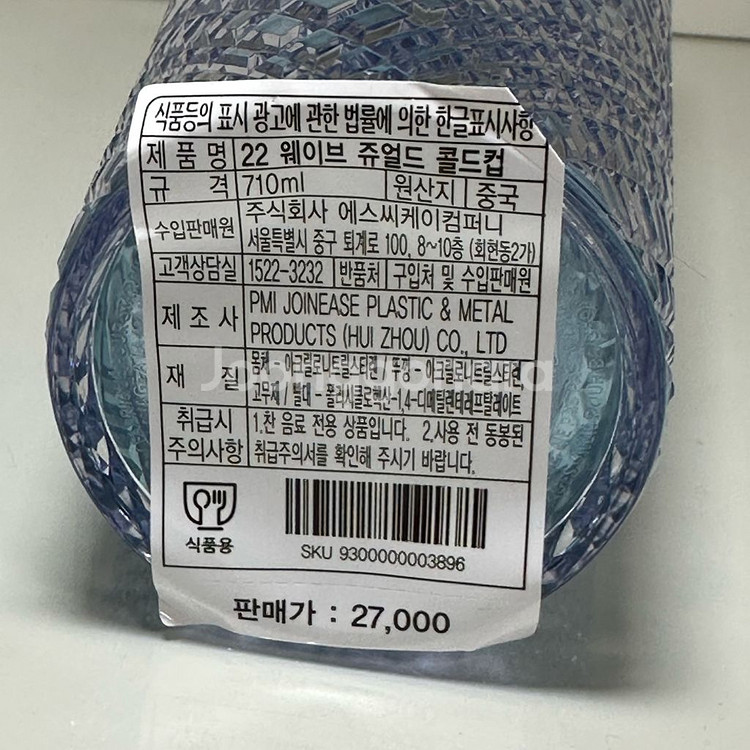 식품등의 표시 광고에 관한 법률에 의한 한글표시사항
제품명 22 웨이브 쥬얼드 콜드컵
규격 710ml 원산지 중국
수입판매원 주식회사 에스씨케이컴퍼니
서울특별시 중구 퇴계로 100, 8~10층 (회현동2가)
고객상담실 1522-3232 반품처 구입처 및 수입판매원
제조사 PMI JOINEASE PLASTIC & METAL
PRODUCTS (HUI ZHOU) CO., LTD
재질 몸체 - 아크릴로니트릴스티렌 / 뚜껑 - 아크릴로니트릴스티렌,
고무제 / 빨대 - 폴리시클로헥산-1,4-디메틸렌테레프탈레이트
취급시 주의사항 1.찬 음료 전용 상품입니다. 2.사용 전 동봉된
취급주의서를 확인해 주시기 바랍니다.
식품용
SKU 9300000003896
판매가 : 27,000